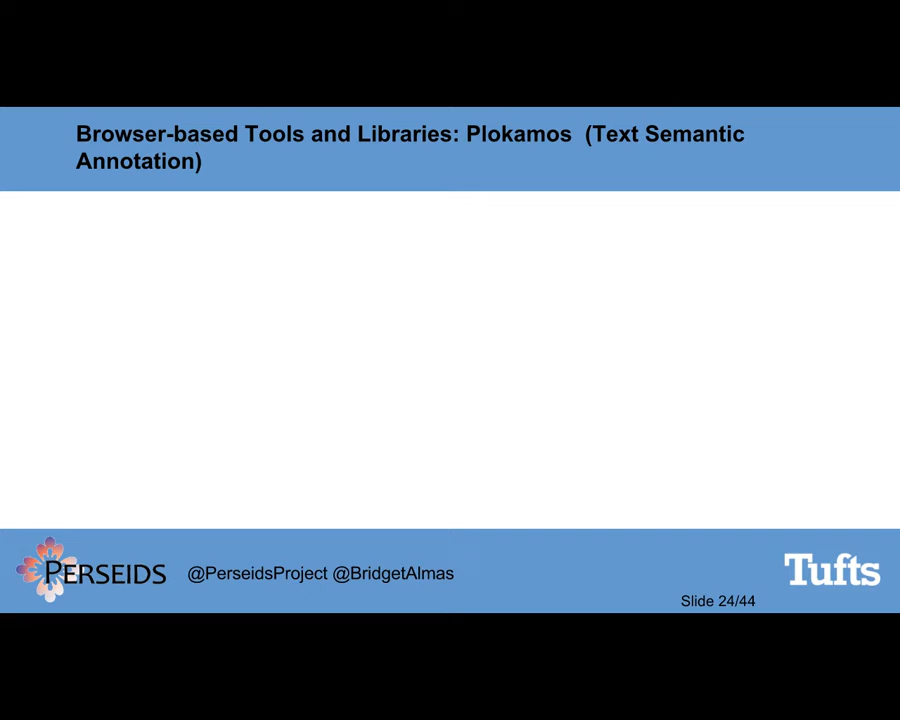 Browser-based Tools and Libraries: Plokamos  (Text Semantic
Annotation)
PERSEIDS
@PerseidsProject @BridgetAlmas
Tufts
Slide 24/44